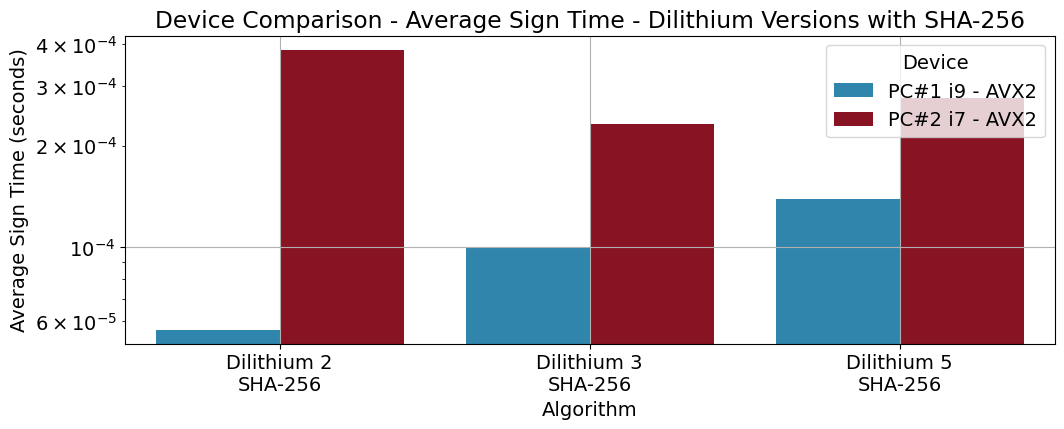 Device Comparison - Average Sign Time - Dilithium Versions with SHA-256
Average Sign Time (seconds)
4 × 10⁻⁴
3 × 10⁻⁴
2 × 10⁻⁴
10⁻⁴
6 × 10⁻⁵
Device
PC#1 i9 - AVX2
PC#2 i7 - AVX2
Dilithium 2
SHA-256
Dilithium 3
SHA-256
Dilithium 5
SHA-256
Algorithm